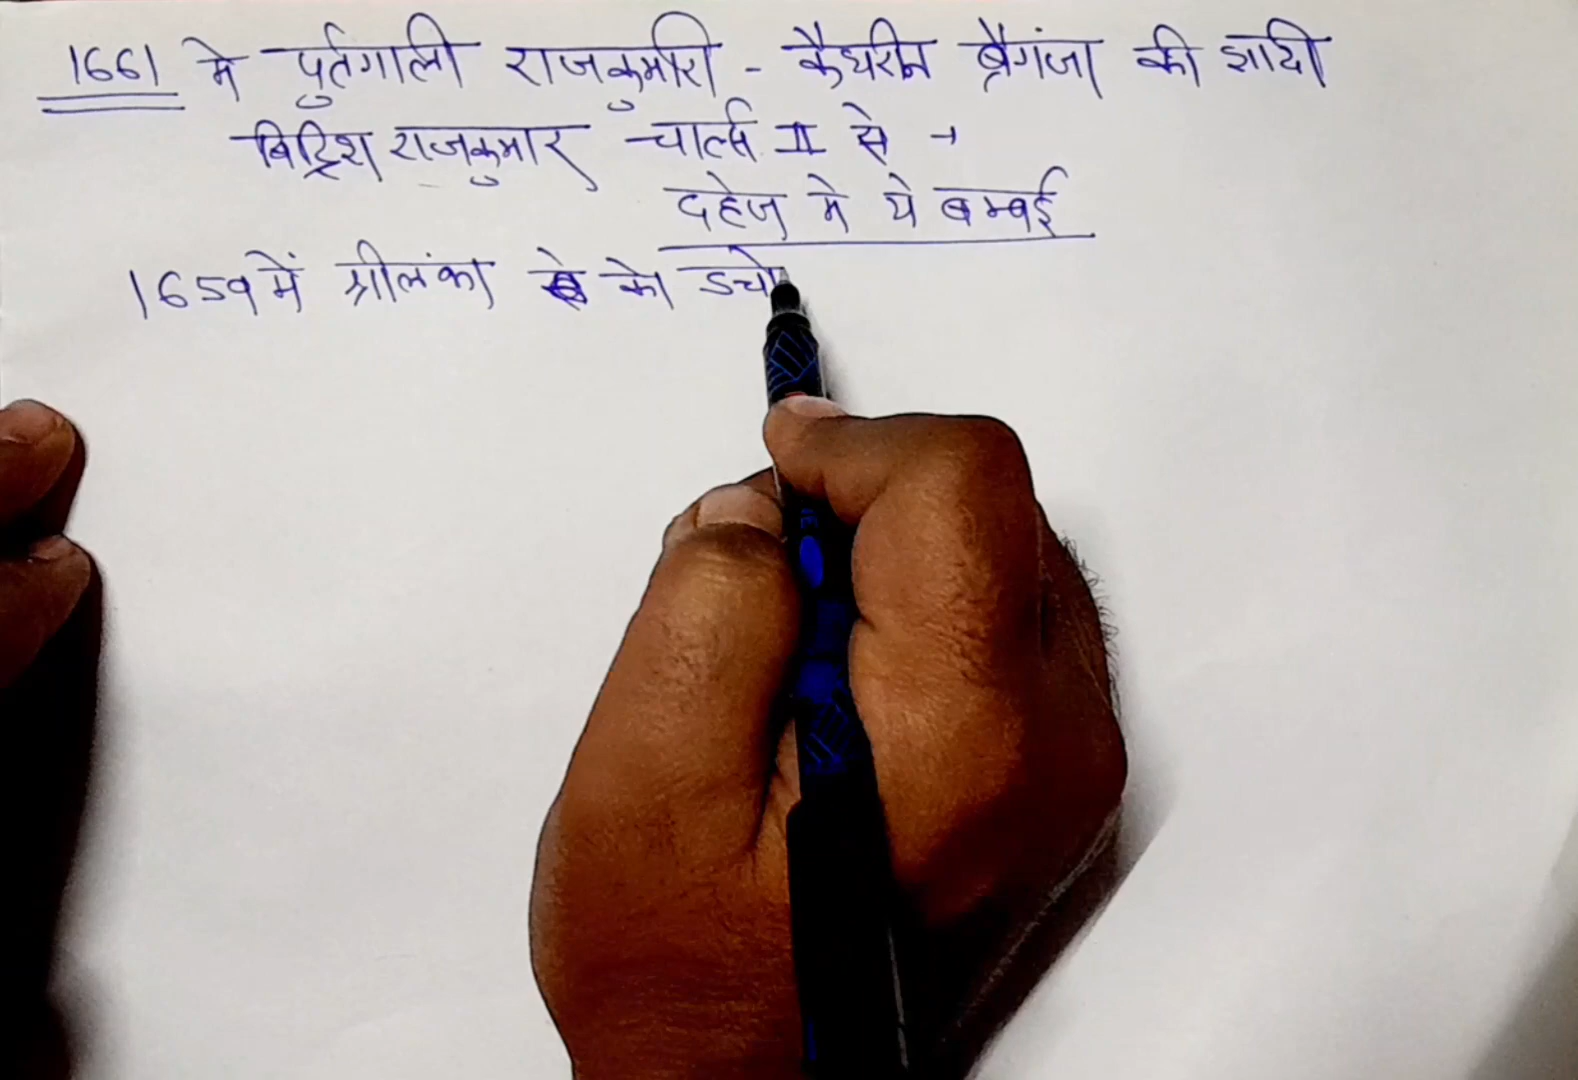 1661 मे पुर्तगाली राजकुमारी - कैथरीन ब्रैगंजा की शादी
ब्रिट्रिश राजकुमार चार्ल्स II से →
दहेज मे ये बम्बई
1659 में श्रीलंका को डचो